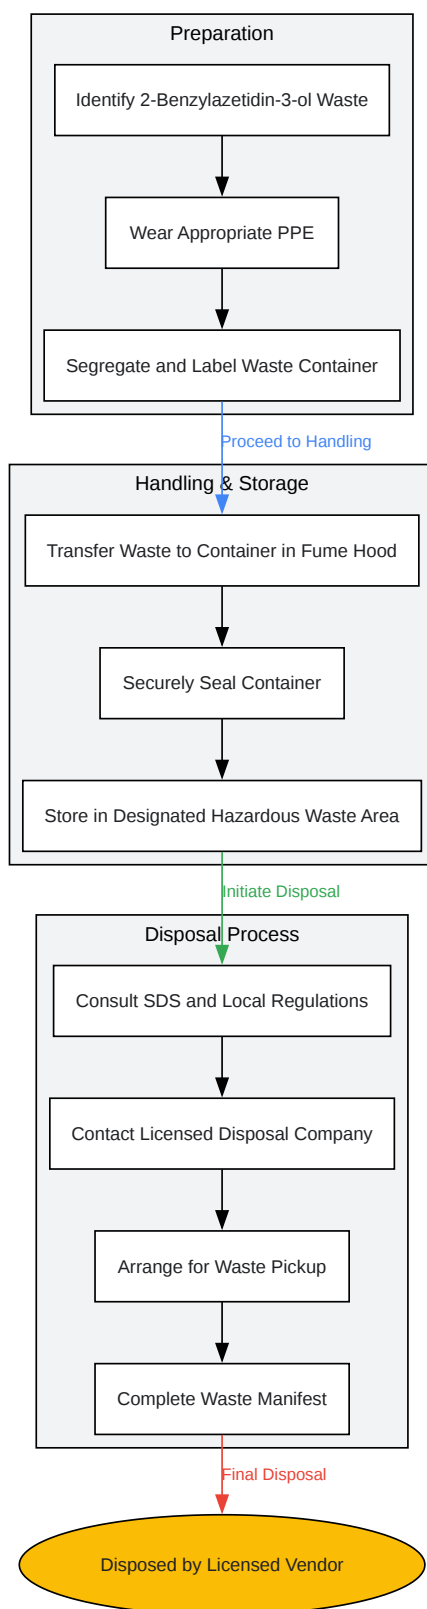 Preparation
Identify 2-Benzylazetidin-3-ol Waste
Wear Appropriate PPE
Segregate and Label Waste Container
Proceed to Handling
Handling & Storage
Transfer Waste to Container in Fume Hood
Securely Seal Container
Store in Designated Hazardous Waste Area
Initiate Disposal
Disposal Process
Consult SDS and Local Regulations
Contact Licensed Disposal Company
Arrange for Waste Pickup
Complete Waste Manifest
Final Disposal
Disposed by Licensed Vendor